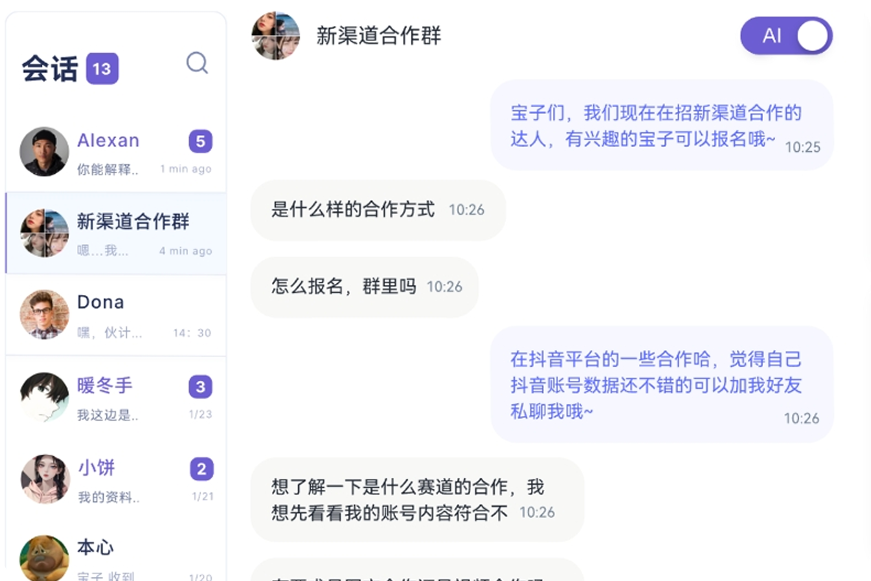 会话 13
Alexan 5
你能解释.. 1 min ago
新渠道合作群
嗯...我... 4 min ago
Dona
嘿，伙计... 14：30
暖冬手 3
我这边是.. 1/23
小饼 2
我的资料.. 1/21
本心
宝子 收到 1/20
新渠道合作群
AI
宝子们，我们现在在招新渠道合作的
达人，有兴趣的宝子可以报名哦~ 10:25
是什么样的合作方式 10:26
怎么报名，群里吗 10:26
在抖音平台的一些合作哈，觉得自己
抖音账号数据还不错的可以加我好友
私聊我哦~ 10:26
想了解一下是什么赛道的合作，我
想先看看我的账号内容符合不 10:26